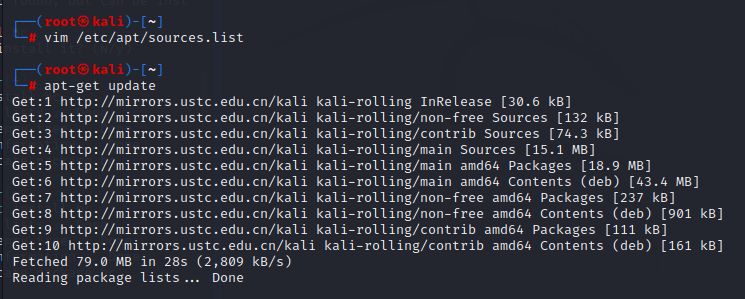 ┌──(root㉿kali)-[~]
└─# vim /etc/apt/sources.list
┌──(root㉿kali)-[~]
└─# apt-get update
Get:1 http://mirrors.ustc.edu.cn/kali kali-rolling InRelease [30.6 kB]
Get:2 http://mirrors.ustc.edu.cn/kali kali-rolling/non-free Sources [132 kB]
Get:3 http://mirrors.ustc.edu.cn/kali kali-rolling/contrib Sources [74.3 kB]
Get:4 http://mirrors.ustc.edu.cn/kali kali-rolling/main Sources [15.1 MB]
Get:5 http://mirrors.ustc.edu.cn/kali kali-rolling/main amd64 Packages [18.9 MB]
Get:6 http://mirrors.ustc.edu.cn/kali kali-rolling/main amd64 Contents (deb) [43.4 MB]
Get:7 http://mirrors.ustc.edu.cn/kali kali-rolling/non-free amd64 Packages [237 kB]
Get:8 http://mirrors.ustc.edu.cn/kali kali-rolling/non-free amd64 Contents (deb) [901 kB]
Get:9 http://mirrors.ustc.edu.cn/kali kali-rolling/contrib amd64 Packages [111 kB]
Get:10 http://mirrors.ustc.edu.cn/kali kali-rolling/contrib amd64 Contents (deb) [161 kB]
Fetched 79.0 MB in 28s (2,809 kB/s)
Reading package lists... Done